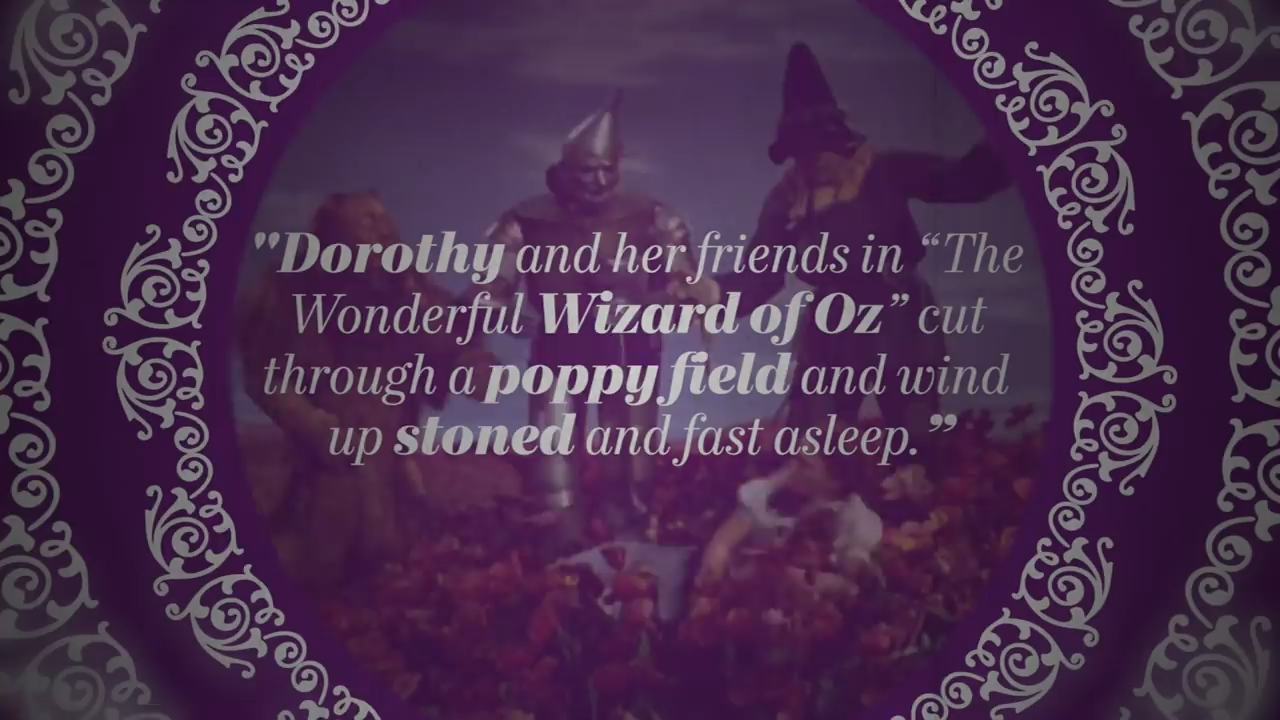 "Dorothy and her friends in “The
Wonderful Wizard of Oz” cut
through a poppy field and wind
up stoned and fast asleep.”